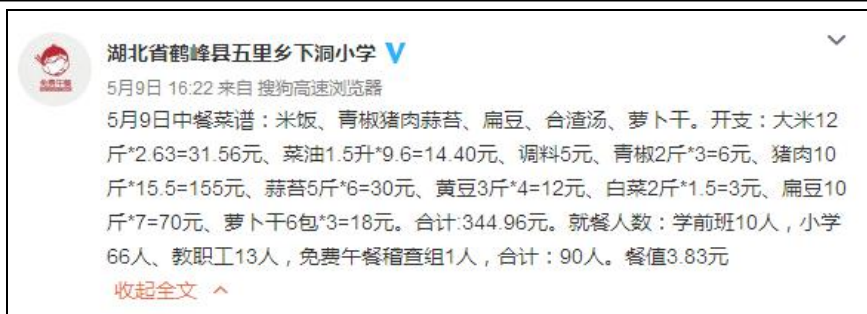 湖北省鹤峰县五里乡下洞小学
5月9日 16:22 来自 搜狗高速浏览器
5月9日中餐菜谱：米饭、青椒猪肉蒜苔、扁豆、合渣汤、萝卜干。开支：大米12
斤*2.63=31.56元、菜油1.5升*9.6=14.40元、调料5元、青椒2斤*3=6元、猪肉10
斤*15.5=155元、蒜苔5斤*6=30元、黄豆3斤*4=12元、白菜2斤*1.5=3元、扁豆10
斤*7=70元、萝卜干6包*3=18元。合计:344.96元。就餐人数：学前班10人，小学
66人、教职工13人，免费午餐稽查组1人，合计：90人。餐值3.83元
收起全文
免费午餐